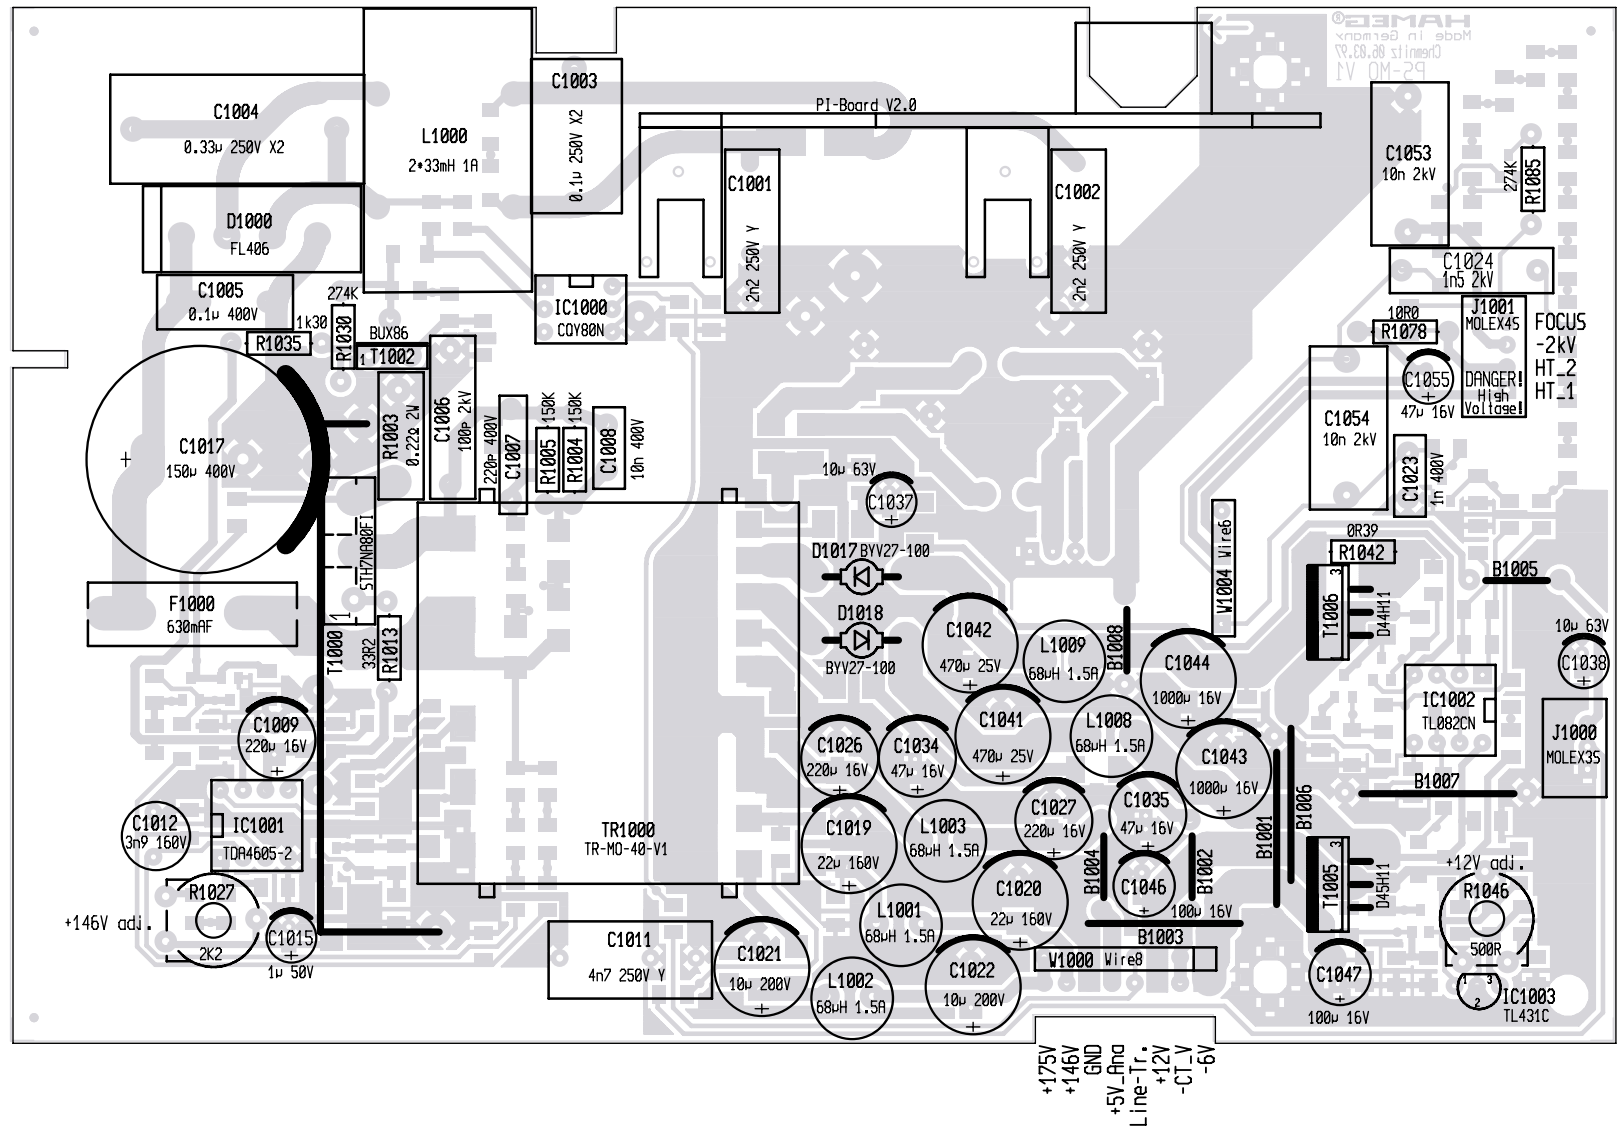 HAMEG®
Made in Germany
Chemnitz 06.03.97
PS-MO V1
C1003
0.1µ 250V X2
C1004
0.33µ 250V X2
L1000
2*33mH 1A
PI-Board V2.0
C1053
10n 2kV
274K
R1085
C1001
2n2 250V Y
C1002
2n2 250V Y
D1000
FL406
C1024
1n5 2kV
C1005
0.1µ 400V
274K
R1030
IC1000
CQY80N
J1001
MOLEX4S
DANGER!
High
Voltage!
FOCUS
-2kV
HT_2
HT_1
10R0
R1078
1k30
R1035
BUX86
1
T1002
C1055
47µ 16V
C1017
+
150µ 400V
R1003
0.22Ω 2W
C1006
100p 2kV
220p 400V
C1007
150K
R1005
150K
R1004
C1008
10n 400V
C1054
10n 2kV
C1023
1n 400V
10µ 63V
C1037
+
STH7NA80FI
1
T1000
W1004 Wire6
0R39
R1042
D1017 BYV27-100
B1005
F1000
630mAF
33R2
R1013
D1018
BYV27-100
C1042
470µ 25V
+
L1009
68µH 1.5A
B1008
C1044
1000µ 16V
+
3
T1006
D44H11
10µ 63V
C1038
+
IC1002
TL082CN
C1009
220µ 16V
+
C1026
220µ 16V
+
C1034
47µ 16V
+
C1041
470µ 25V
+
L1008
68µH 1.5A
C1043
1000µ 16V
+
J1000
MOLEX3S
B1007
B1006
B1001
C1012
3n9 160V
IC1001
TDA4605-2
TR1000
TR-MO-40-V1
C1019
22µ 160V
+
L1003
68µH 1.5A
C1027
220µ 16V
+
C1035
47µ 16V
+
B1004
C1046
+
100µ 16V
B1002
3
T1005
D45H11
+12V adj.
R1046
500R
+146V adj.
R1027
2K2
C1015
+
1µ 50V
L1001
68µH 1.5A
C1020
22µ 160V
+
B1003
C1011
4n7 250V Y
C1021
10µ 200V
+
L1002
68µH 1.5A
C1022
10µ 200V
+
W1000 Wire8
C1047
+
100µ 16V
1 3
2
IC1003
TL431C
+175V
+146V
GND
+5V_Ana
Line-Tr.
+12V
-CT_V
-6V